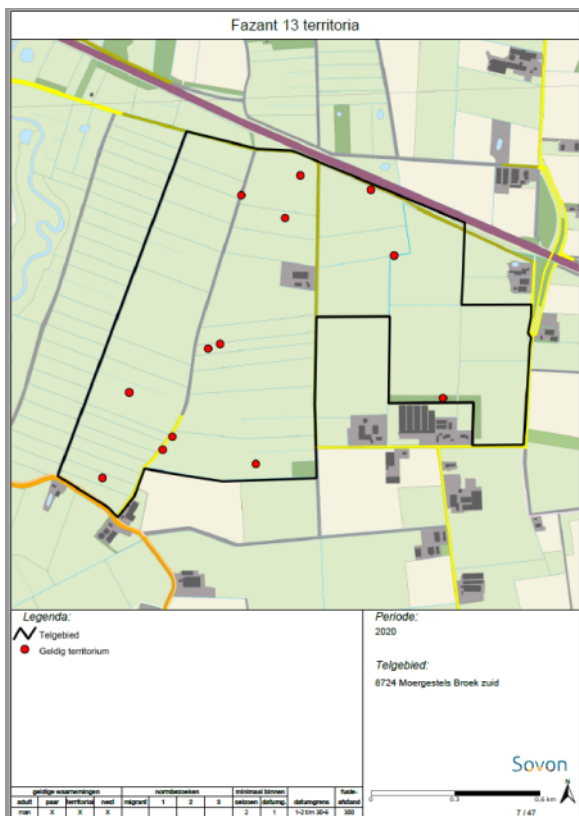 Fazant 13 territoria
Legenda:
Telgebied
Geldig territorium
Periode:
2020
Telgebied:
8724 Moergestels Broek zuid
Sovon
N
0 0.3 0.6 km
7 / 47
geldige waarnemingen normbezoeken minimaal binnen fusie-
adult paar territoriaal nest migrant 1 2 3 seizoen datumg. datumgrens afstand
man X X X 2 1 1-2 t/m 30-6 300